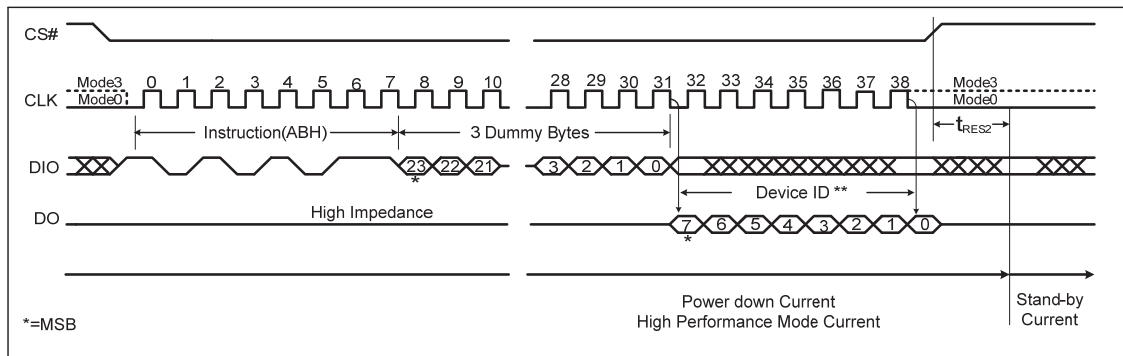 CS#
CLK
Mode3
Mode0
0 1 2 3 4 5 6 7 8 9 10
28 29 30 31 32 33 34 35 36 37 38
Mode3
Mode0
Instruction(ABH)
3 Dummy Bytes
tRES2
DIO
23 22 21
*
3 2 1 0
Device ID **
High Impedance
DO
7 6 5 4 3 2 1 0
*
Power down Current
High Performance Mode Current
Stand-by
Current
*=MSB